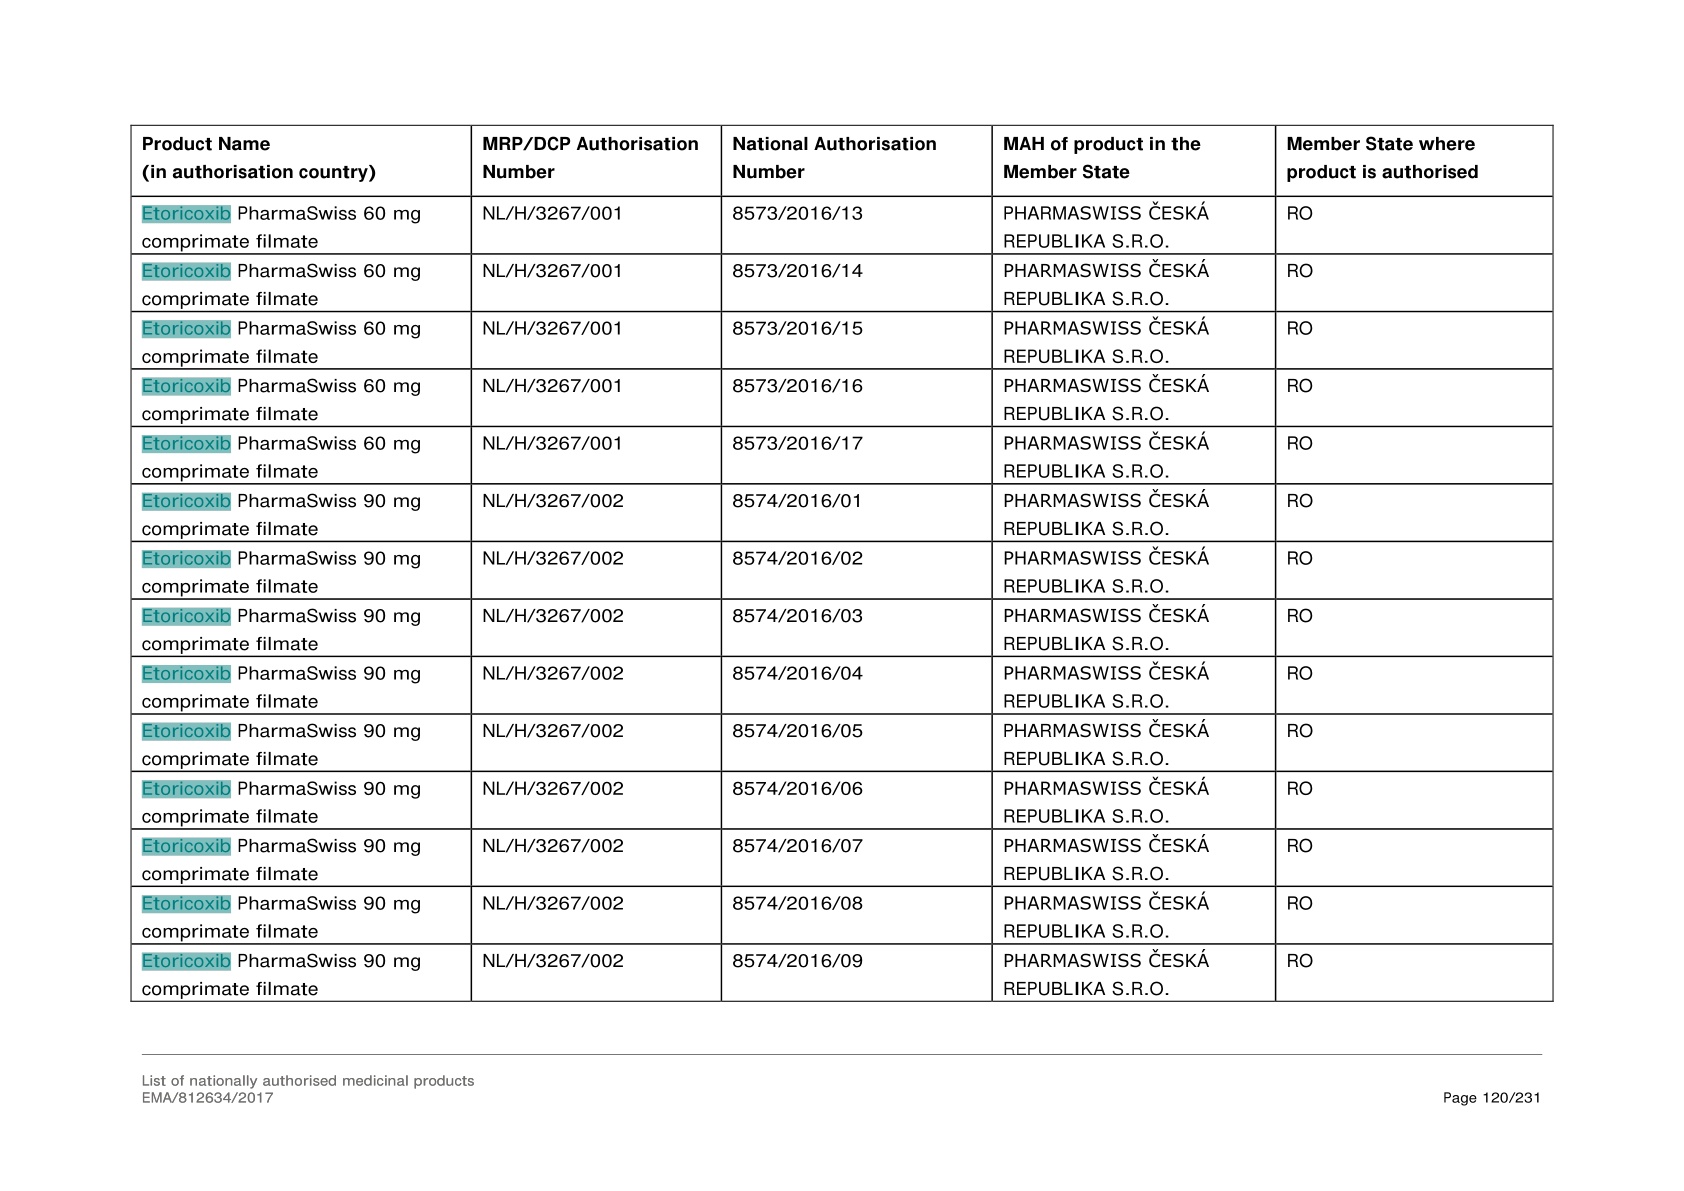 Product Name
(in authorisation country)
MRP/DCP Authorisation
Number
National Authorisation
Number
MAH of product in the
Member State
Member State where
product is authorised
Etoricoxib PharmaSwiss 60 mg
comprimate filmate
NL/H/3267/001
8573/2016/13
PHARMASWISS ČESKÁ
REPUBLIKA S.R.O.
RO
Etoricoxib PharmaSwiss 60 mg
comprimate filmate
NL/H/3267/001
8573/2016/14
PHARMASWISS ČESKÁ
REPUBLIKA S.R.O.
RO
Etoricoxib PharmaSwiss 60 mg
comprimate filmate
NL/H/3267/001
8573/2016/15
PHARMASWISS ČESKÁ
REPUBLIKA S.R.O.
RO
Etoricoxib PharmaSwiss 60 mg
comprimate filmate
NL/H/3267/001
8573/2016/16
PHARMASWISS ČESKÁ
REPUBLIKA S.R.O.
RO
Etoricoxib PharmaSwiss 60 mg
comprimate filmate
NL/H/3267/001
8573/2016/17
PHARMASWISS ČESKÁ
REPUBLIKA S.R.O.
RO
Etoricoxib PharmaSwiss 90 mg
comprimate filmate
NL/H/3267/002
8574/2016/01
PHARMASWISS ČESKÁ
REPUBLIKA S.R.O.
RO
Etoricoxib PharmaSwiss 90 mg
comprimate filmate
NL/H/3267/002
8574/2016/02
PHARMASWISS ČESKÁ
REPUBLIKA S.R.O.
RO
Etoricoxib PharmaSwiss 90 mg
comprimate filmate
NL/H/3267/002
8574/2016/03
PHARMASWISS ČESKÁ
REPUBLIKA S.R.O.
RO
Etoricoxib PharmaSwiss 90 mg
comprimate filmate
NL/H/3267/002
8574/2016/04
PHARMASWISS ČESKÁ
REPUBLIKA S.R.O.
RO
Etoricoxib PharmaSwiss 90 mg
comprimate filmate
NL/H/3267/002
8574/2016/05
PHARMASWISS ČESKÁ
REPUBLIKA S.R.O.
RO
Etoricoxib PharmaSwiss 90 mg
comprimate filmate
NL/H/3267/002
8574/2016/06
PHARMASWISS ČESKÁ
REPUBLIKA S.R.O.
RO
Etoricoxib PharmaSwiss 90 mg
comprimate filmate
NL/H/3267/002
8574/2016/07
PHARMASWISS ČESKÁ
REPUBLIKA S.R.O.
RO
Etoricoxib PharmaSwiss 90 mg
comprimate filmate
NL/H/3267/002
8574/2016/08
PHARMASWISS ČESKÁ
REPUBLIKA S.R.O.
RO
Etoricoxib PharmaSwiss 90 mg
comprimate filmate
NL/H/3267/002
8574/2016/09
PHARMASWISS ČESKÁ
REPUBLIKA S.R.O.
RO
List of nationally authorised medicinal products
EMA/812634/2017
Page 120/231